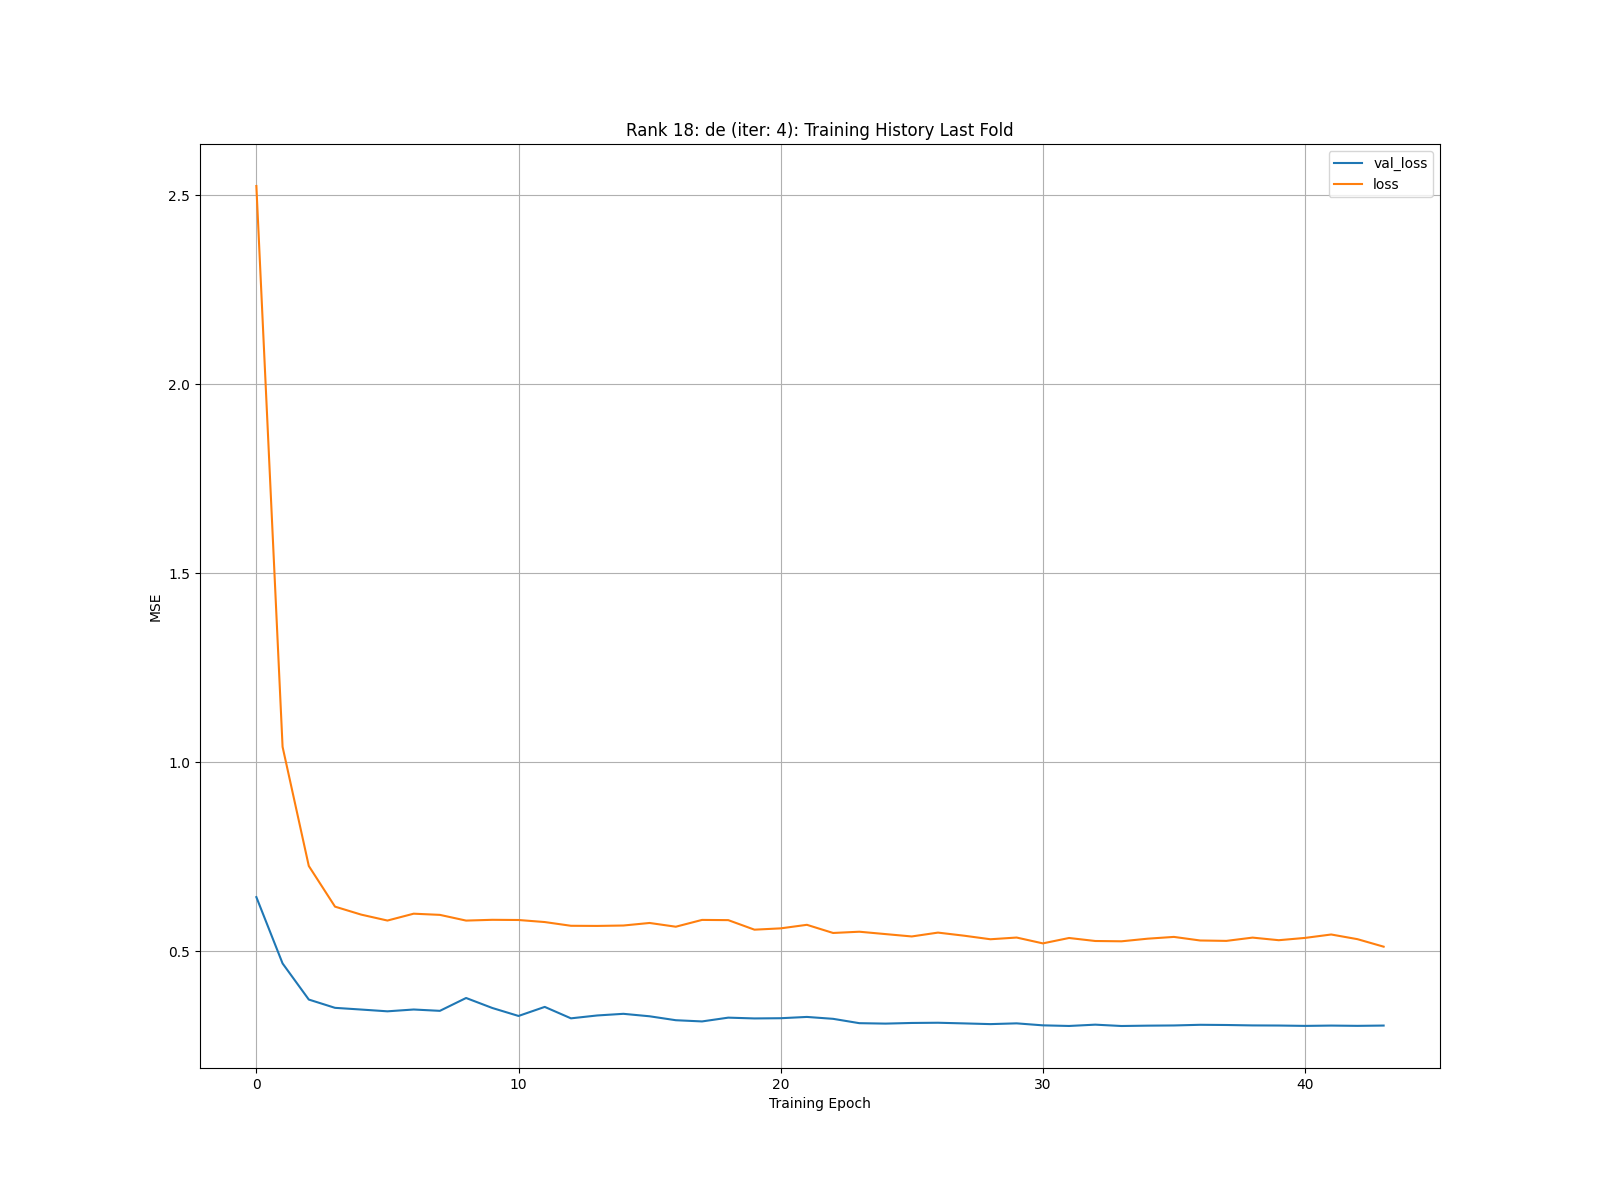 Rank 18: de (iter: 4): Training History Last Fold
val_loss
loss
2.5
2.0
1.5
1.0
0.5
MSE
0 10 20 30 40
Training Epoch